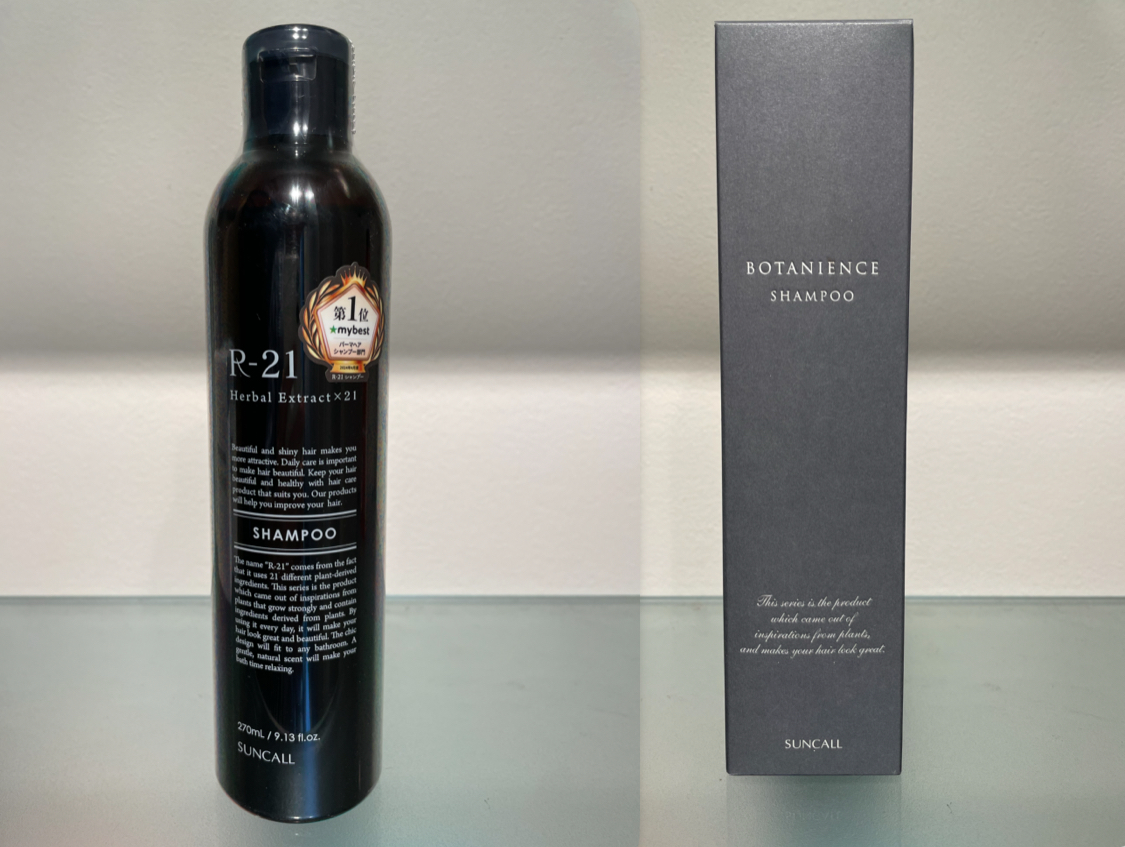 第1位
★mybest
パーマヘア
シャンプー部門
R-21 シャンプー
R-21
Herbal Extract×21
Beautiful and shiny hair makes you
more attractive. Daily care is important
to make hair beautiful. Keep your hair
beautiful and healthy with hair care
product that suits you. Our products
will help you improve your hair.
SHAMPOO
The name "R-21" comes from the fact
that it uses 21 different plant-derived
ingredients. This series is the product
which came out of inspirations from
plants that grow strongly and contain
ingredients derived from plants. By
using it every day, it will make your
hair look great and beautiful. The chic
design will fit to any bathroom. A
gentle, natural scent will make your
bath time relaxing.
270mL / 9.13 fl.oz.
SUNCALL
BOTANIENCE
SHAMPOO
This series is the product
which came out of
inspirations from plants,
and makes your hair look great.
SUNCALL